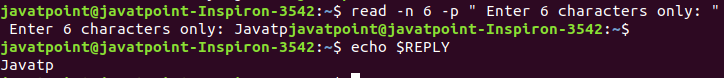 javatpoint@javatpoint-Inspiron-3542:~$ read -n 6 -p " Enter 6 characters only: "
 Enter 6 characters only: Javatpjavatpoint@javatpoint-Inspiron-3542:~$
javatpoint@javatpoint-Inspiron-3542:~$ echo $REPLY
Javatp